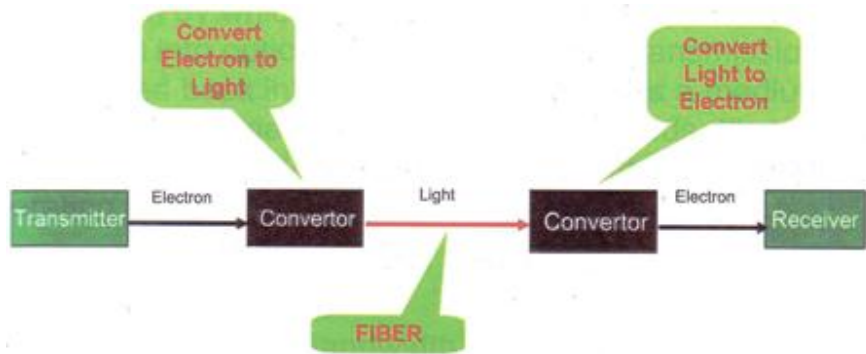 Convert
Electron to
Light
Convert
Light to
Electron
Transmitter
Electron
Convertor
Light
Convertor
Electron
Receiver
FIBER